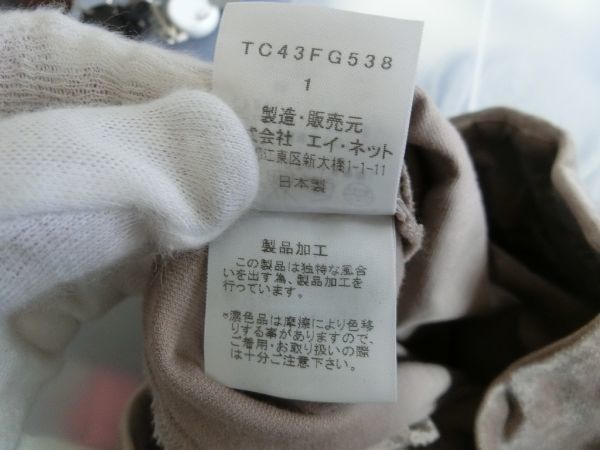 TC43FG538
1
製造・販売元
式会社 エイ・ネット
江東区新大橋1-1-11
日本製
製品加工
この製品は独特な風合
いを出す為、製品加工を
行っています。
*濃色品は摩擦により色移
りする事がありますので、
ご着用・お取り扱いの際
は十分ご注意下さい。